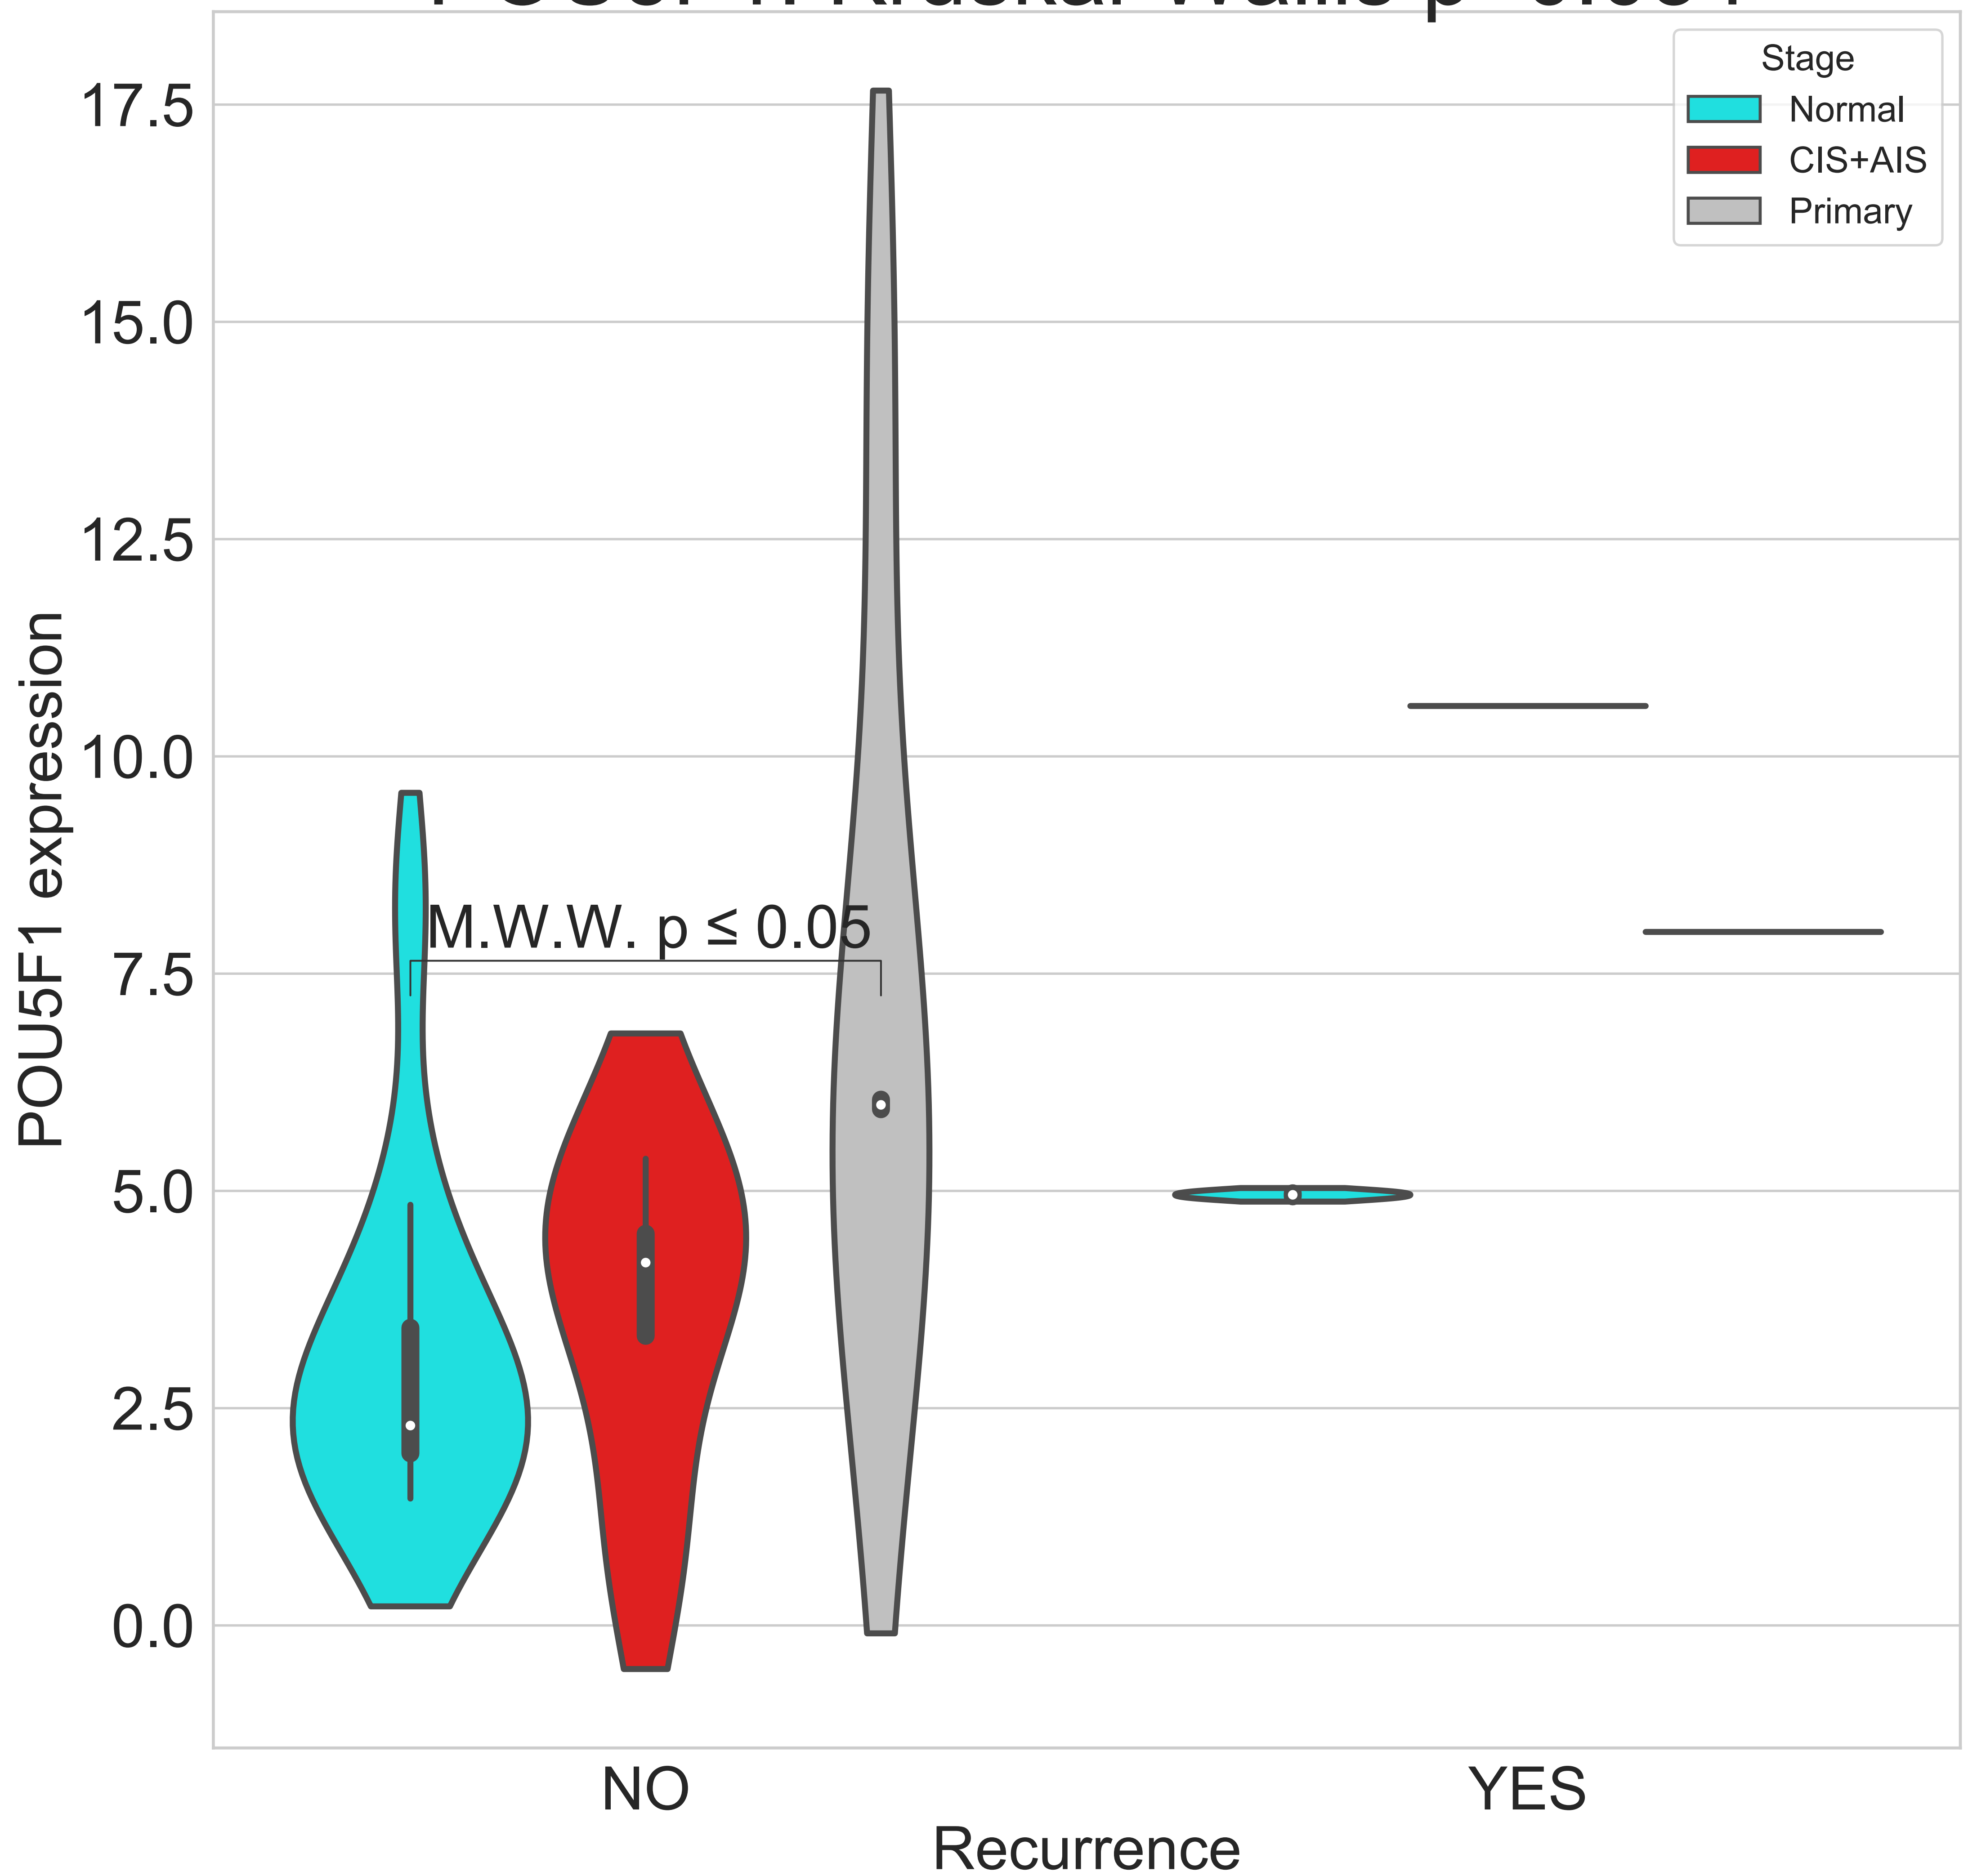 Stage
Normal
CIS+AIS
Primary
17.5
15.0
12.5
10.0
7.5
5.0
2.5
0.0
POU5F1 expression
M.W.W. p ≤ 0.05
NO
YES
Recurrence